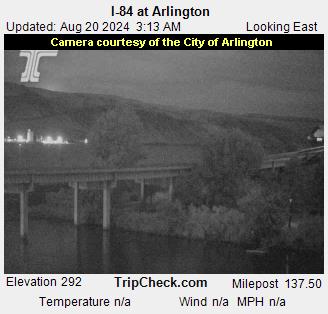 I-84 at Arlington
Updated: Aug 20 2024 3:13 AM Looking East
Camera courtesy of the City of Arlington
Elevation 292 TripCheck.com Milepost 137.50
Temperature n/a Wind n/a MPH n/a